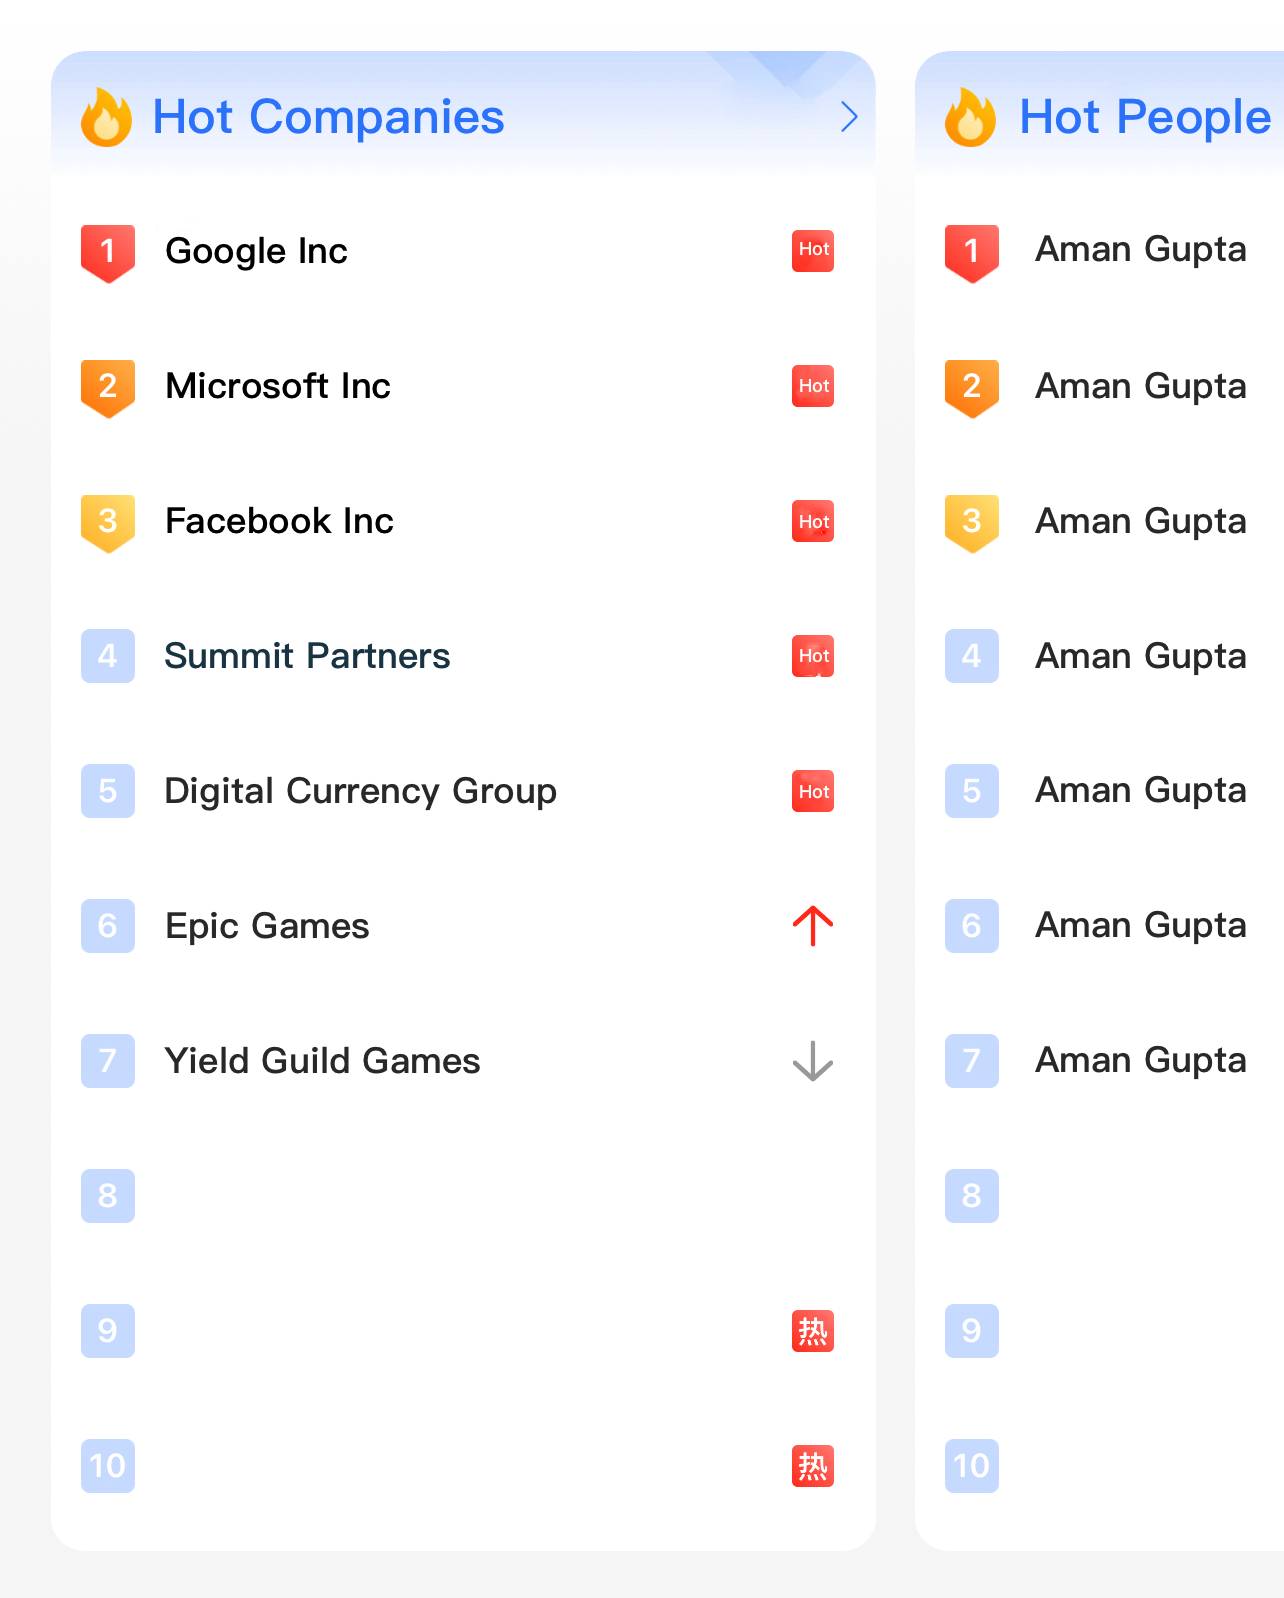 Hot Companies
1 Google Inc Hot
2 Microsoft Inc Hot
3 Facebook Inc Hot
4 Summit Partners Hot
5 Digital Currency Group Hot
6 Epic Games
7 Yield Guild Games
8
9 热
10 热
Hot People
1 Aman Gupta
2 Aman Gupta
3 Aman Gupta
4 Aman Gupta
5 Aman Gupta
6 Aman Gupta
7 Aman Gupta
8
9
10